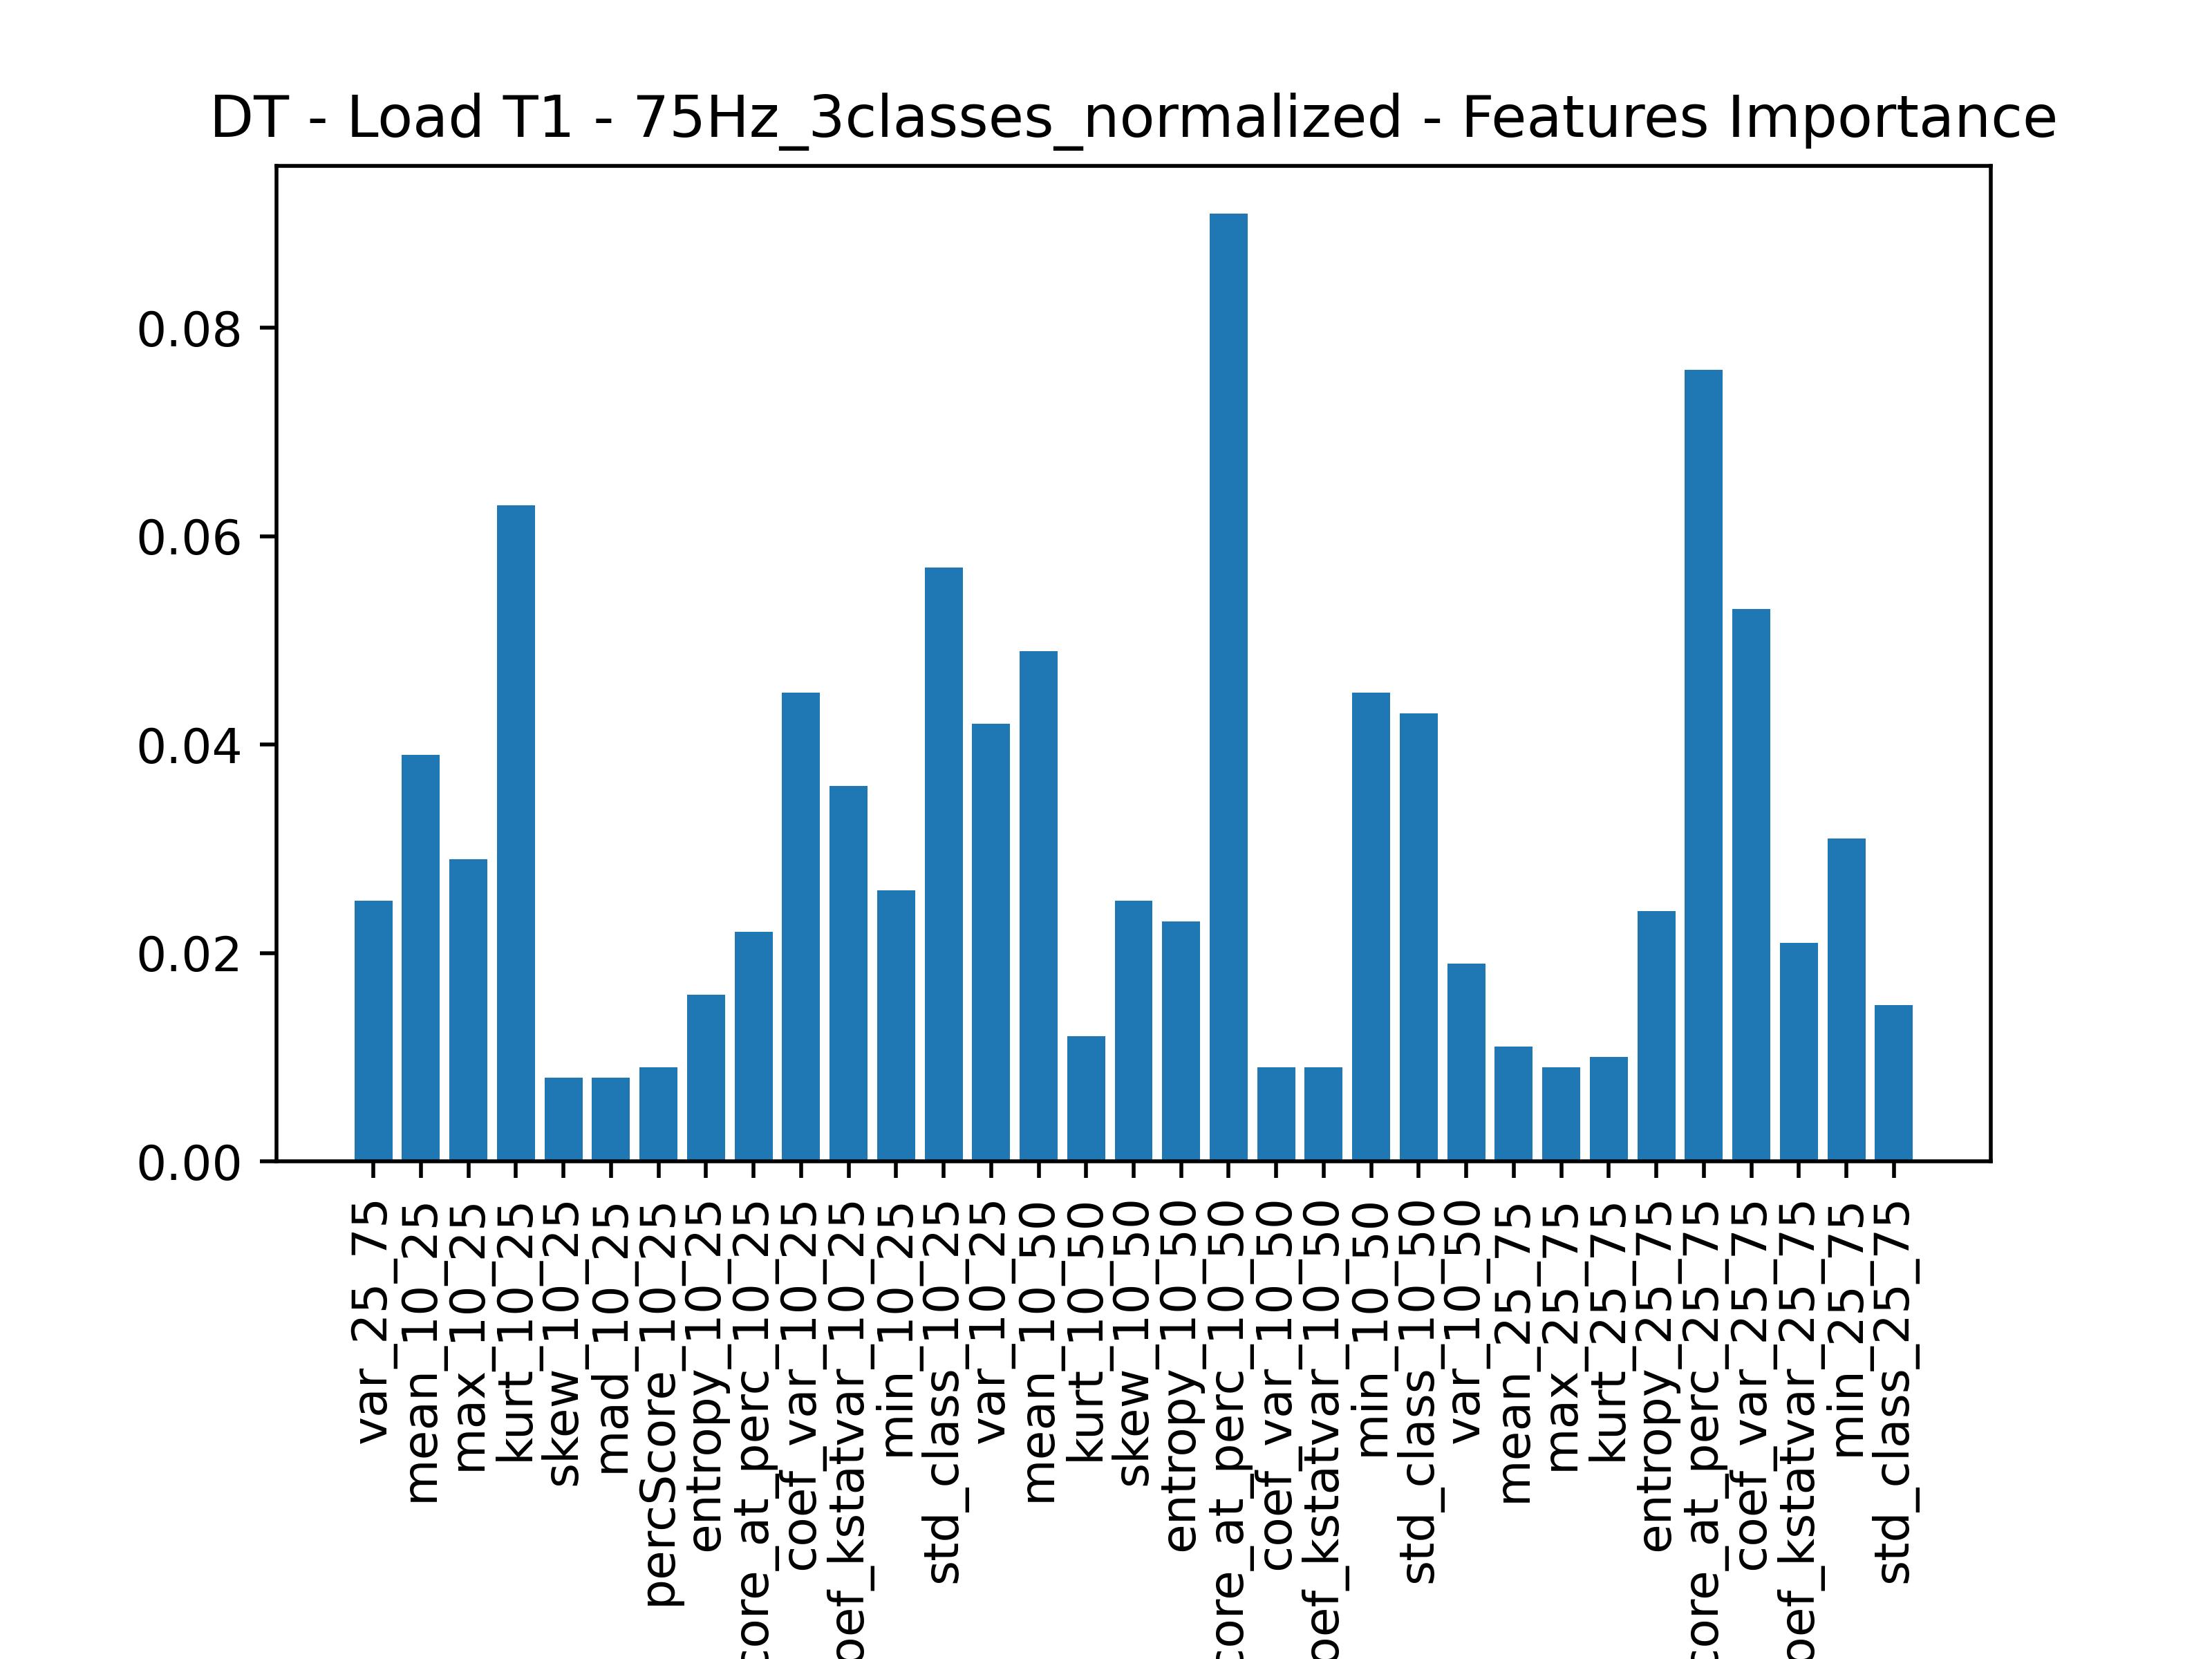 DT - Load T1 - 75Hz_3classes_normalized - Features Importance
0.08
0.06
0.04
0.02
0.00
var_25_75
mean_10_25
max_10_25
kurt_10_25
skew_10_25
mad_10_25
percScore_10_25
entropy_10_25
core_at_perc_10_25
coef_var_10_25
oef_kstatvar_10_25
min_10_25
std_class_10_25
var_10_25
mean_10_50
kurt_10_50
skew_10_50
entropy_10_50
core_at_perc_10_50
coef_var_10_50
oef_kstatvar_10_50
min_10_50
std_class_10_50
var_10_50
mean_25_75
max_25_75
kurt_25_75
entropy_25_75
core_at_perc_25_75
coef_var_25_75
oef_kstatvar_25_75
min_25_75
std_class_25_75